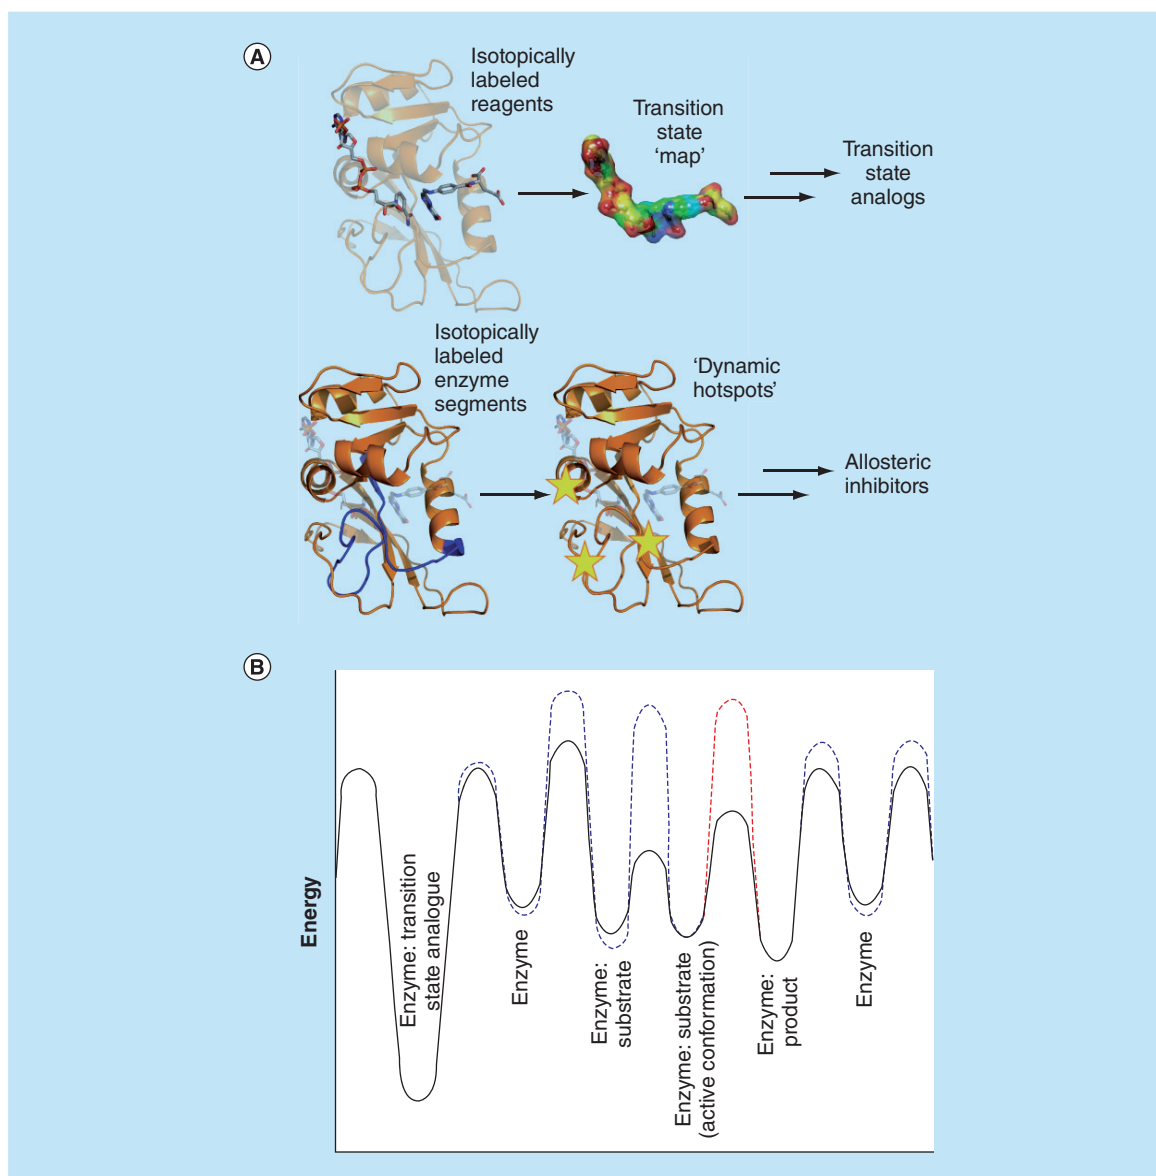 A
Isotopically
labeled
reagents
Transition
state
‘map’
Transition
state
analogs
Isotopically
labeled
enzyme
segments
‘Dynamic
hotspots’
Allosteric
inhibitors
B
Energy
Enzyme: transition
state analogue
Enzyme
Enzyme:
substrate
Enzyme: substrate
(active conformation)
Enzyme:
product
Enzyme